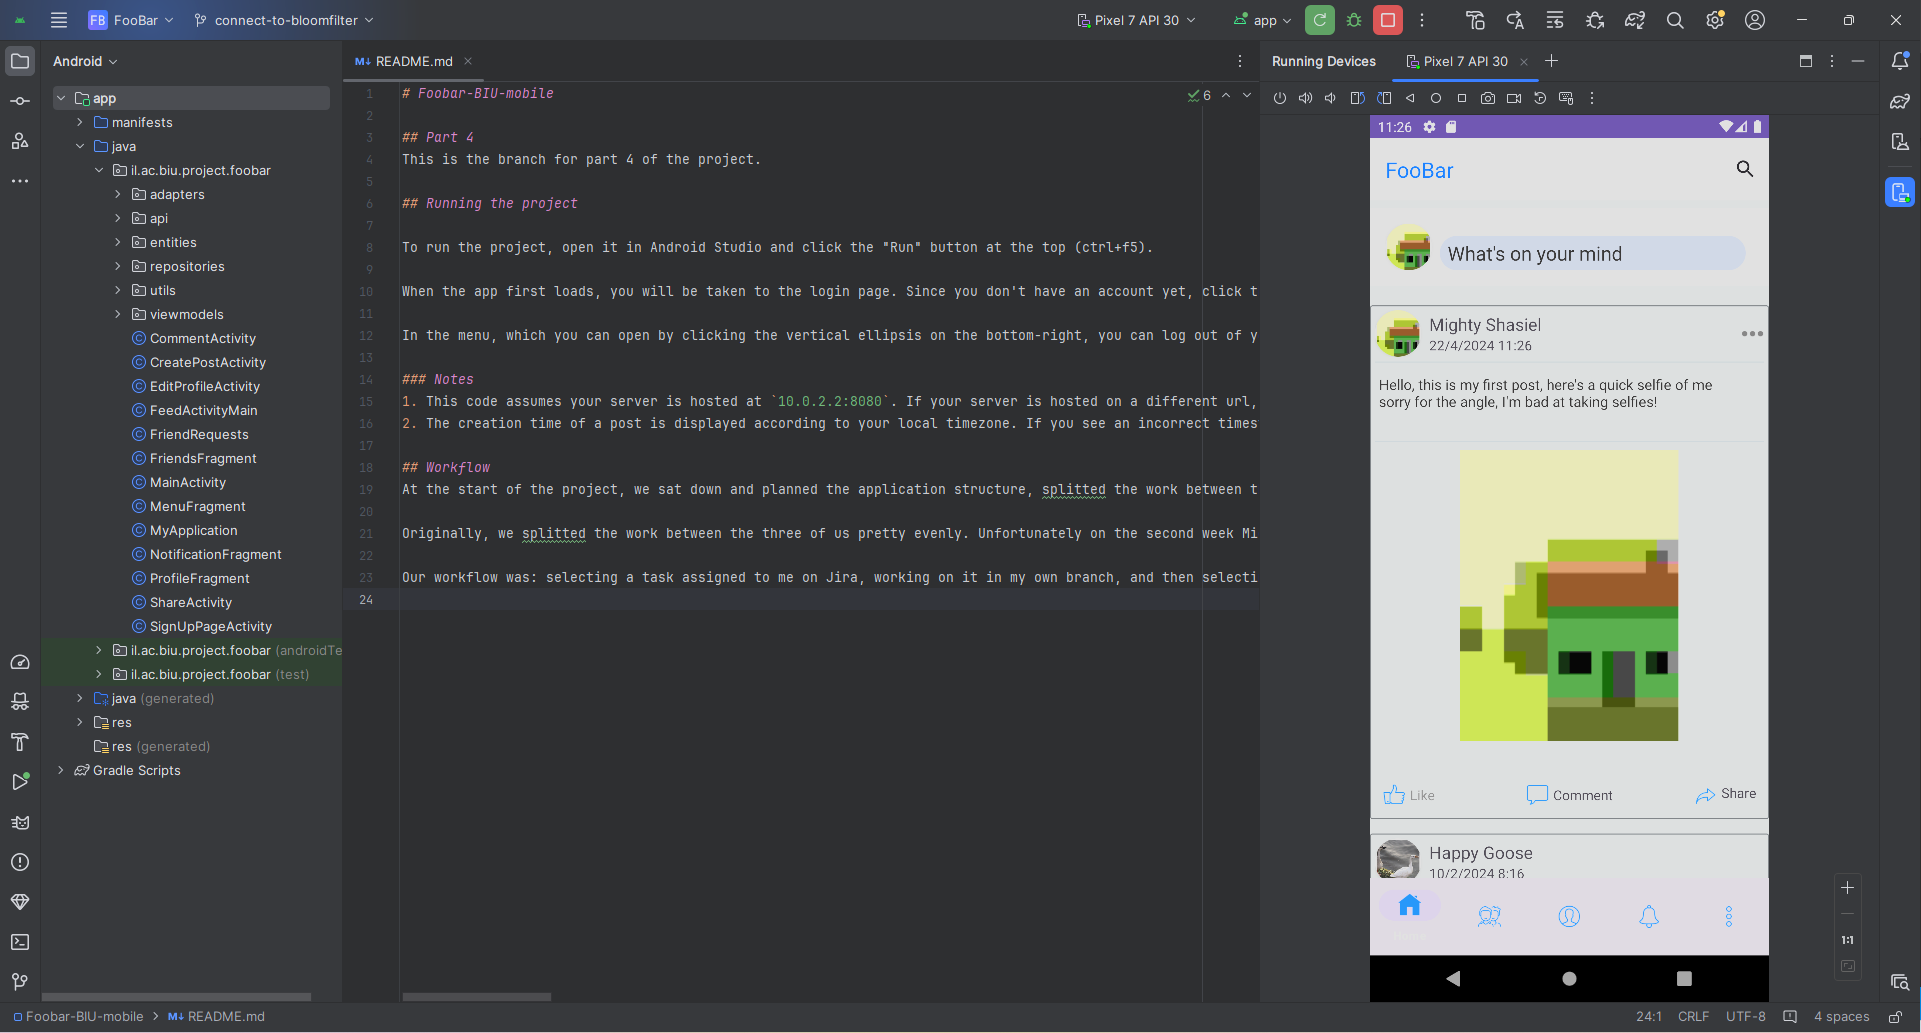 FB FooBar connect-to-bloomfilter Pixel 7 API 30 app
Android
app
manifests
java
il.ac.biu.project.foobar
adapters
api
entities
repositories
utils
viewmodels
CommentActivity
CreatePostActivity
EditProfileActivity
FeedActivityMain
FriendRequests
FriendsFragment
MainActivity
MenuFragment
MyApplication
NotificationFragment
ProfileFragment
ShareActivity
SignUpPageActivity
il.ac.biu.project.foobar (androidTe
il.ac.biu.project.foobar (test)
java (generated)
res
res (generated)
Gradle Scripts
M↓ README.md
6
1 # Foobar-BIU-mobile
2
3 ## Part 4
4 This is the branch for part 4 of the project.
5
6 ## Running the project
7
8 To run the project, open it in Android Studio and click the "Run" button at the top (ctrl+f5).
9
10 When the app first loads, you will be taken to the login page. Since you don't have an account yet, click t
11
12 In the menu, which you can open by clicking the vertical ellipsis on the bottom-right, you can log out of y
13
14 ### Notes
15 1. This code assumes your server is hosted at `10.0.2.2:8080`. If your server is hosted on a different url,
16 2. The creation time of a post is displayed according to your local timezone. If you see an incorrect times
17
18 ## Workflow
19 At the start of the project, we sat down and planned the application structure, splitted the work between t
20
21 Originally, we splitted the work between the three of us pretty evenly. Unfortunately on the second week Mi
22
23 Our workflow was: selecting a task assigned to me on Jira, working on it in my own branch, and then selecti
24
Running Devices Pixel 7 API 30
11:26
FooBar
What's on your mind
Mighty Shasiel
22/4/2024 11:26
Hello, this is my first post, here's a quick selfie of me
sorry for the angle, I'm bad at taking selfies!
Like Comment Share
Happy Goose
10/2/2024 8:16
1:1
Foobar-BIU-mobile > M↓ README.md
24:1 CRLF UTF-8 4 spaces